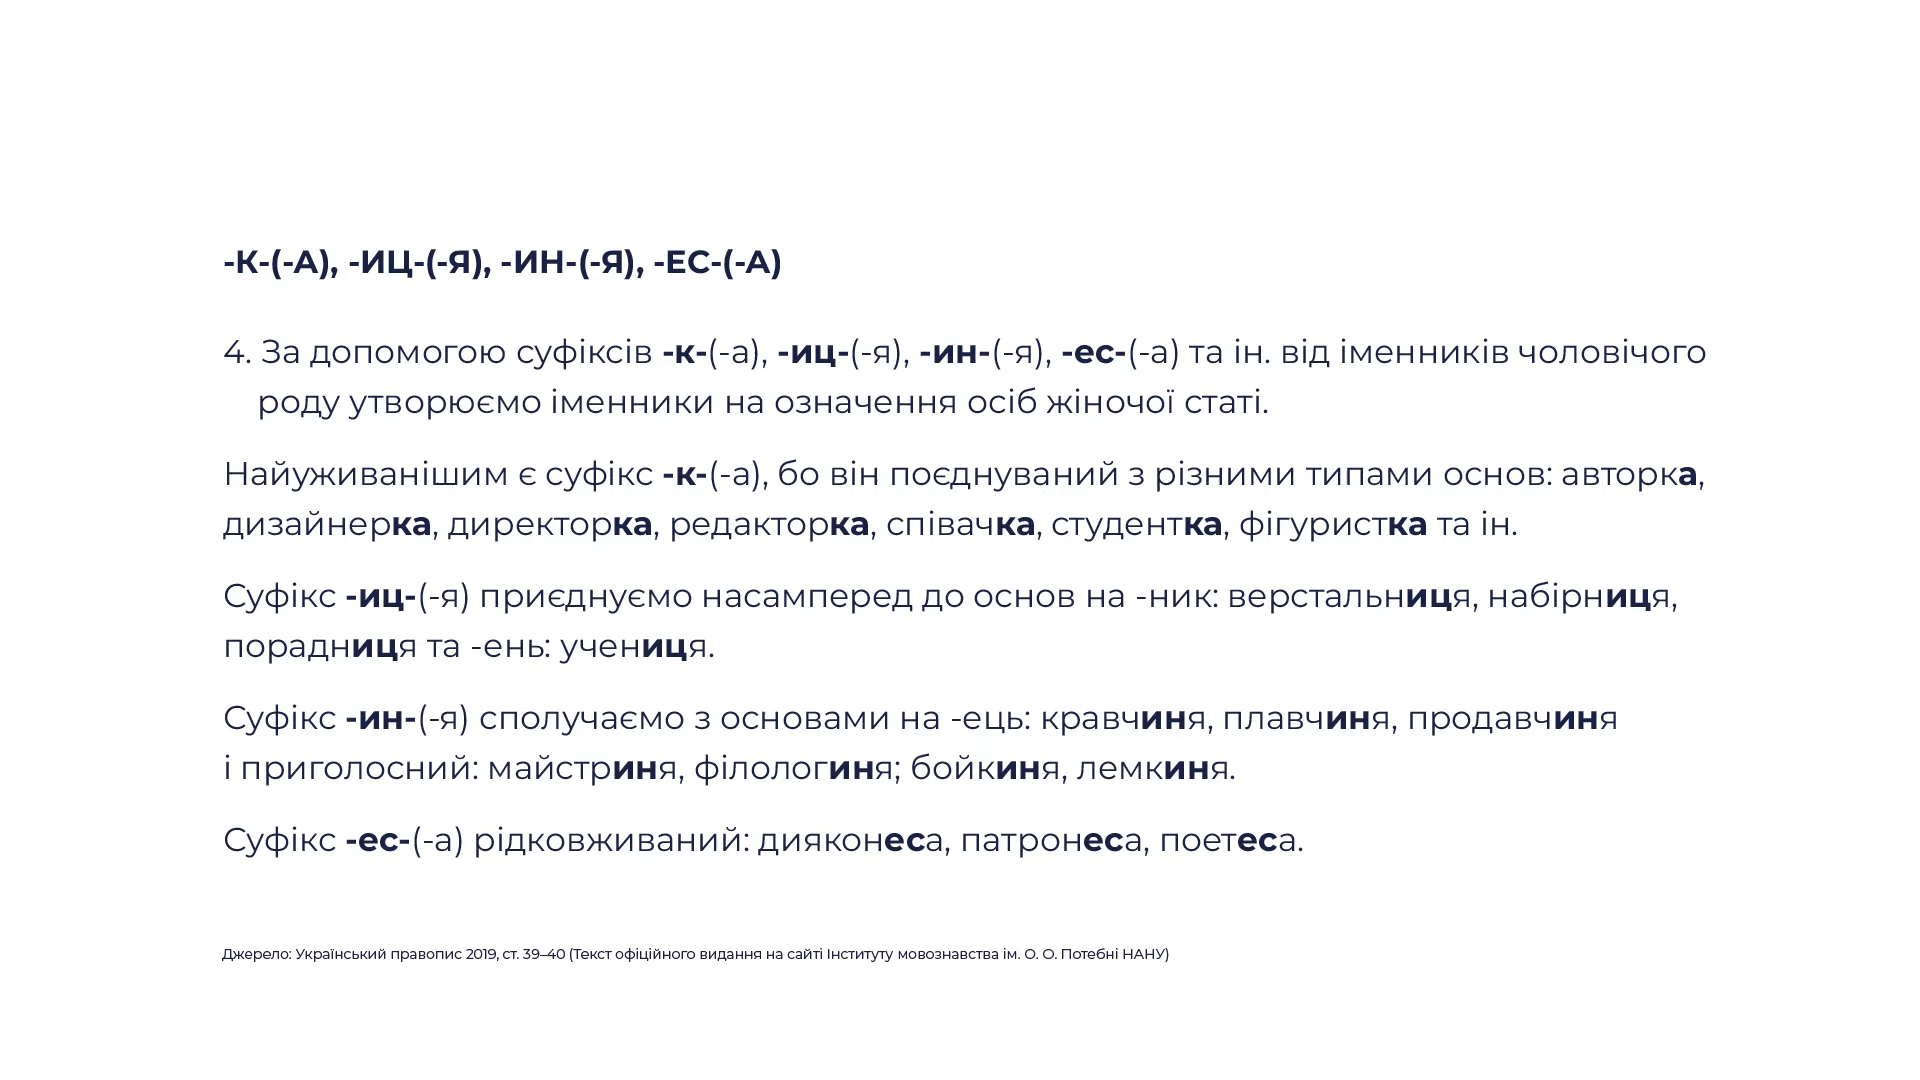 -К-(-А), -ИЦ-(-Я), -ИН-(-Я), -ЕС-(-А)
4. За допомогою суфіксів -к-(-а), -иц-(-я), -ин-(-я), -ес-(-а) та ін. від іменників чоловічого
роду утворюємо іменники на означення осіб жіночої статі.
Найуживанішим є суфікс -к-(-а), бо він поєднуваний з різними типами основ: авторка,
дизайнерка, директорка, редакторка, співачка, студентка, фігуристка та ін.
Суфікс -иц-(-я) приєднуємо насамперед до основ на -ник: верстальниця, набірниця,
порадниця та -ень: учениця.
Суфікс -ин-(-я) сполучаємо з основами на -ець: кравчиня, плавчиня, продавчиня
і приголосний: майстриня, філологиня; бойкиня, лемкиня.
Суфікс -ес-(-а) рідковживаний: дияконеса, патронеса, поетеса.
Джерело: Український правопис 2019, ст. 39–40 (Текст офіційного видання на сайті Інституту мовознавства ім. О. О. Потебні НАНУ)